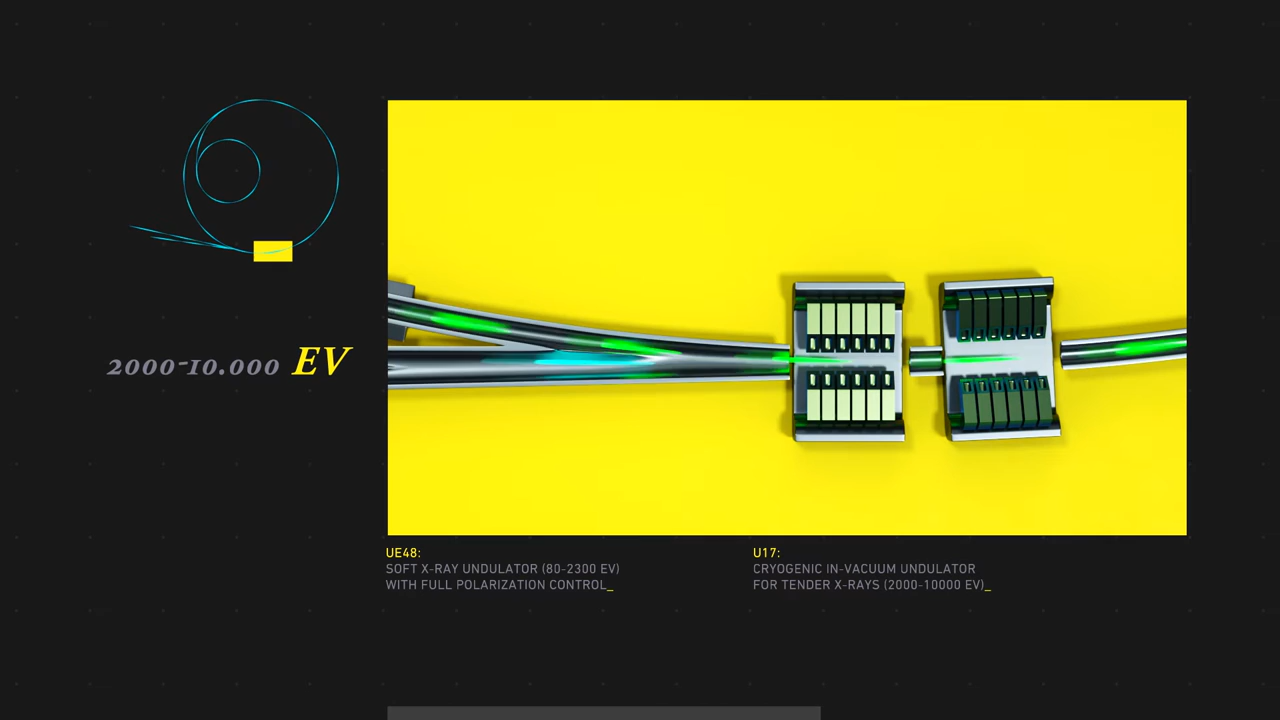 2000-10.000 EV
UE48:
SOFT X-RAY UNDULATOR (80-2300 EV)
WITH FULL POLARIZATION CONTROL_
U17:
CRYOGENIC IN-VACUUM UNDULATOR
FOR TENDER X-RAYS (2000-10000 EV)_